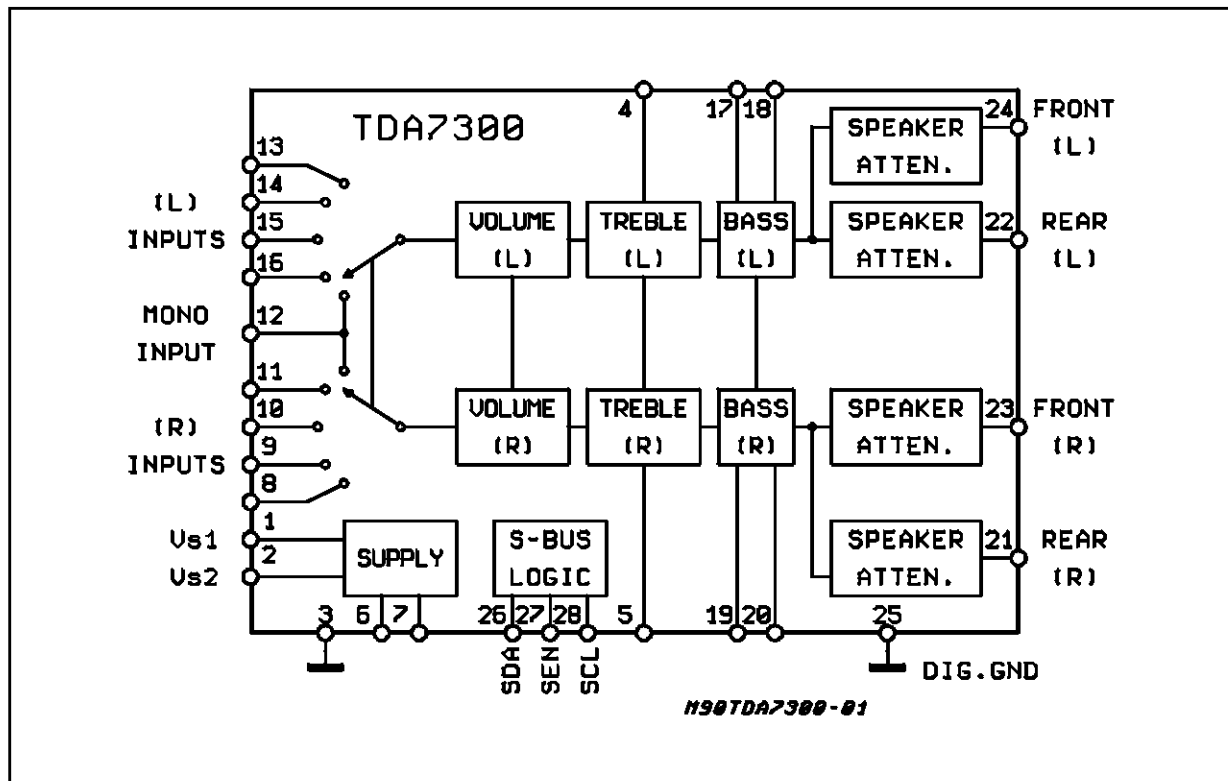 TDA7300
4
17
18
24
FRONT
(L)
SPEAKER
ATTEN.
13
14
(L)
INPUTS
15
16
VOLUME
(L)
TREBLE
(L)
BASS
(L)
SPEAKER
ATTEN.
22
REAR
(L)
MONO
INPUT
12
11
10
(R)
INPUTS
9
8
VOLUME
(R)
TREBLE
(R)
BASS
(R)
SPEAKER
ATTEN.
23
FRONT
(R)
Vs1
1
Vs2
2
SUPPLY
S-BUS
LOGIC
SPEAKER
ATTEN.
21
REAR
(R)
3
6
7
26
27
28
5
19
20
25
SDA
SEN
SCL
DIG.GND
M90TDA7300-01